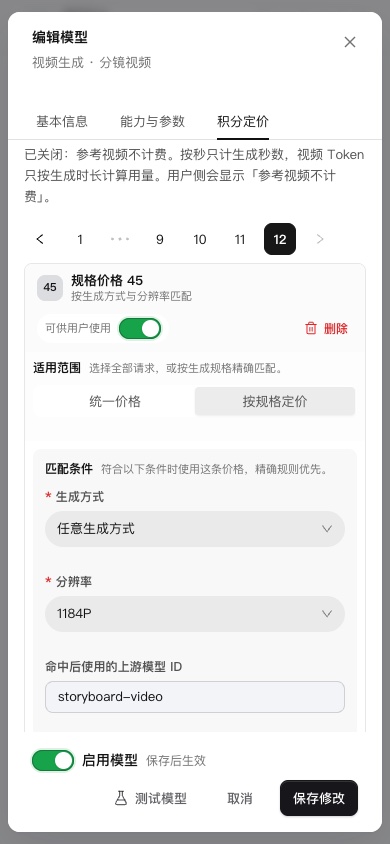 编辑模型
视频生成 · 分镜视频
基本信息 能力与参数 积分定价
已关闭：参考视频不计费。按秒只计生成秒数，视频 Token
只按生成时长计算用量。用户侧会显示「参考视频不计
费」。
1 ••• 9 10 11 12
45 规格价格 45
按生成方式与分辨率匹配
可供用户使用 删除
适用范围 选择全部请求，或按生成规格精确匹配。
统一价格 按规格定价
匹配条件 符合以下条件时使用这条价格，精确规则优先。
* 生成方式
任意生成方式
* 分辨率
1184P
命中后使用的上游模型 ID
storyboard-video
启用模型 保存后生效
测试模型 取消 保存修改